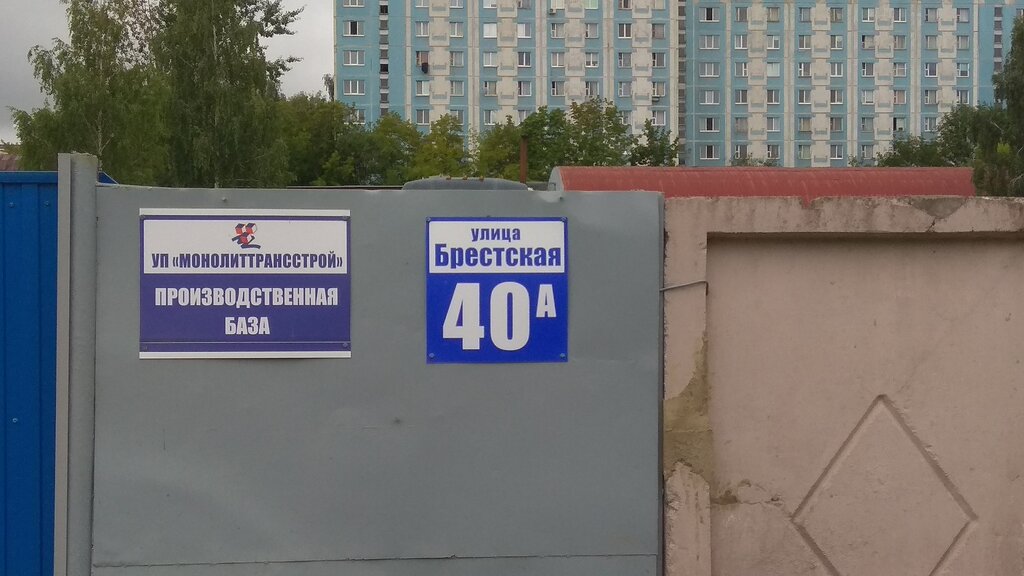 УП «МОНОЛИТТРАНССТРОЙ»
ПРОИЗВОДСТВЕННАЯ
БАЗА
улица
Брестская
40А